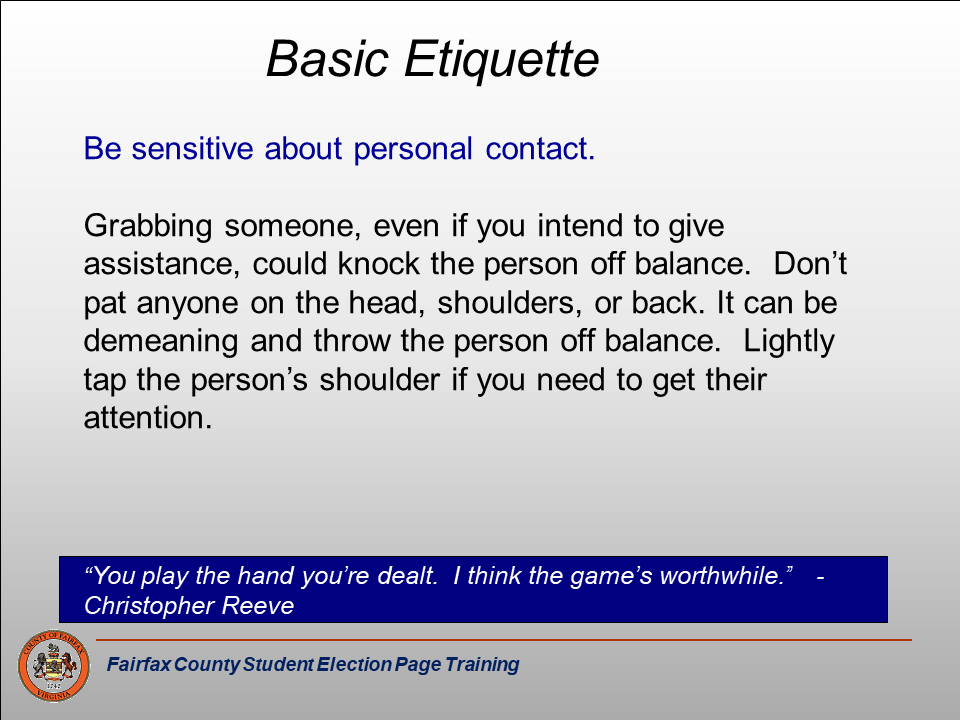 Basic Etiquette
Be sensitive about personal contact.
Grabbing someone, even if you intend to give
assistance, could knock the person off balance.  Don’t
pat anyone on the head, shoulders, or back. It can be
demeaning and throw the person off balance.  Lightly
tap the person’s shoulder if you need to get their
attention.
“You play the hand you’re dealt.  I think the game’s worthwhile.”   -
Christopher Reeve
COUNTY OF FAIRFAX
1742
VIRGINIA
Fairfax County Student Election Page Training